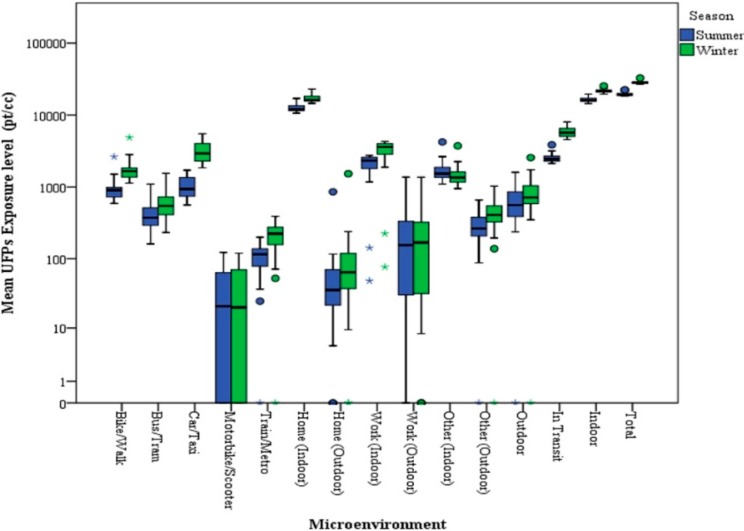 Season
Summer
Winter
Mean UFPs Exposure level (pt/cc)
100000
10000
1000
100
10
1
0
Bike/Walk
Bus/Tram
Car/Taxi
Motorbike/Scooter
Train/Metro
Home (Indoor)
Home (Outdoor)
Work (Indoor)
Work (Outdoor)
Other (Indoor)
Other (Outdoor)
Outdoor
In Transit
Indoor
Total
Microenvironment